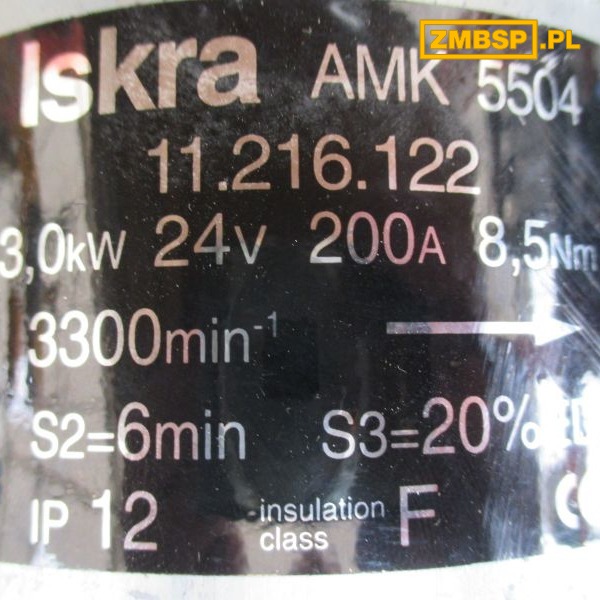 ZMBSP.PL
Iskra AMK 5504
11.216.122
3,0kW 24V 200A 8,5Nm
3300min-1
S2=6min S3=20% ED
IP 12 insulation class F